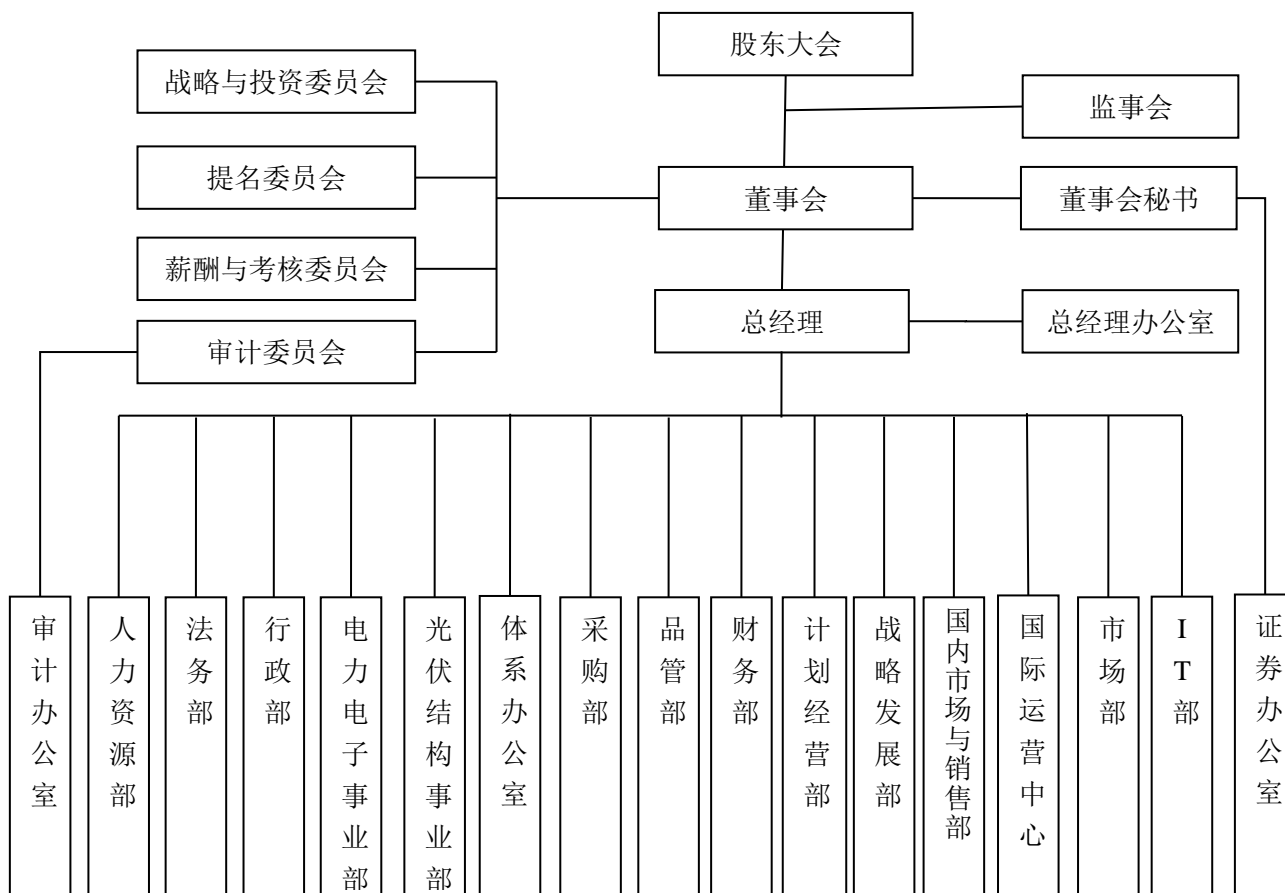 股东大会
战略与投资委员会
监事会
提名委员会
董事会
董事会秘书
薪酬与考核委员会
总经理
总经理办公室
审计委员会
审计办公室
人力资源部
法务部
行政部
电力电子事业部
光伏结构事业部
体系办公室
采购部
品管部
财务部
计划经营部
战略发展部
国内市场与销售部
国际运营中心
市场部
IT部
证券办公室